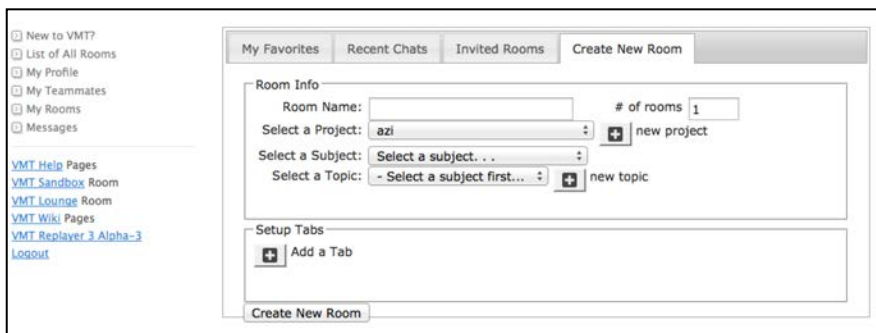 New to VMT?
List of All Rooms
My Profile
My Teammates
My Rooms
Messages
VMT Help Pages
VMT Sandbox Room
VMT Lounge Room
VMT Wiki Pages
VMT Replayer 3 Alpha-3
Logout
My Favorites Recent Chats Invited Rooms Create New Room
Room Info
Room Name: # of rooms 1
Select a Project: azi new project
Select a Subject: Select a subject. . .
Select a Topic: - Select a subject first... new topic
Setup Tabs
Add a Tab
Create New Room